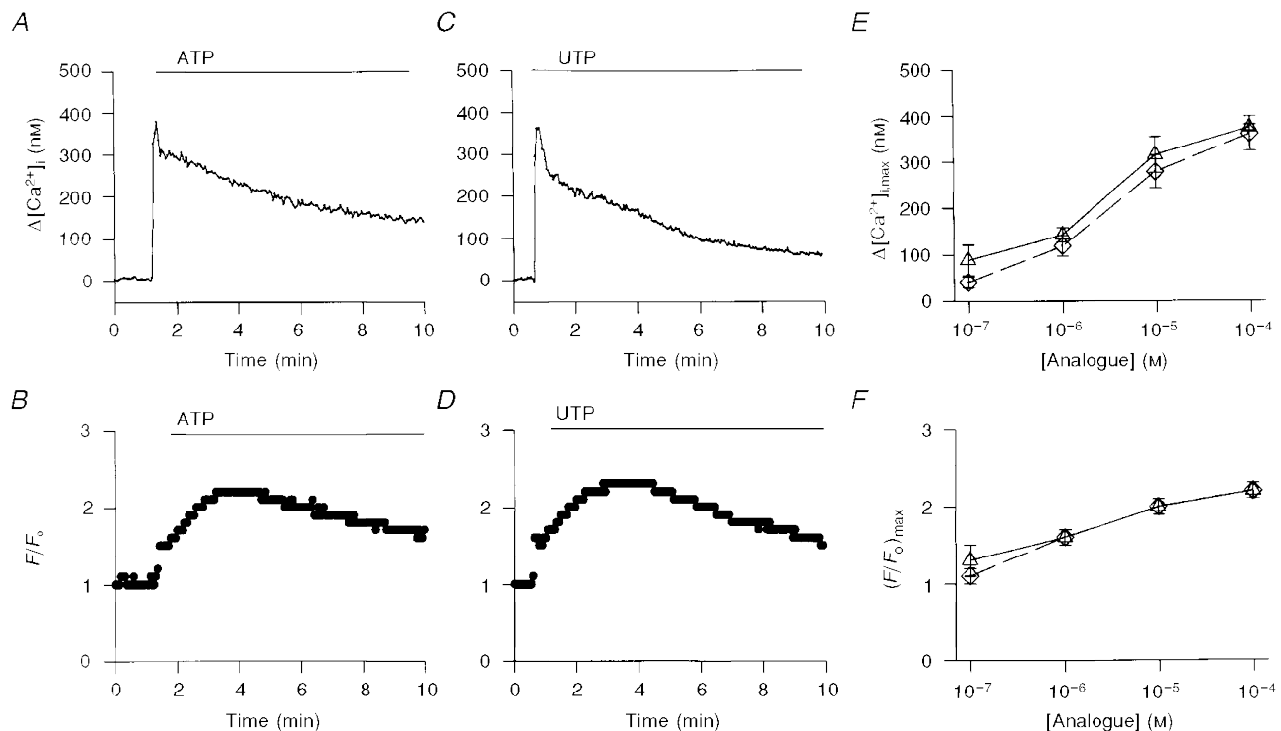 A
ATP
500
400
300
200
100
0
Δ[Ca²⁺]ᵢ (nM)
0 2 4 6 8 10
Time (min)
C
UTP
500
400
300
200
100
0
0 2 4 6 8 10
Time (min)
E
500
400
300
200
100
0
Δ[Ca²⁺]i,max (nM)
10⁻⁷ 10⁻⁶ 10⁻⁵ 10⁻⁴
[Analogue] (M)
B
ATP
3
2
1
0
F/Fₒ
0 2 4 6 8 10
Time (min)
D
UTP
3
2
1
0
0 2 4 6 8 10
Time (min)
F
3
2
1
0
(F/Fₒ)max
10⁻⁷ 10⁻⁶ 10⁻⁵ 10⁻⁴
[Analogue] (M)